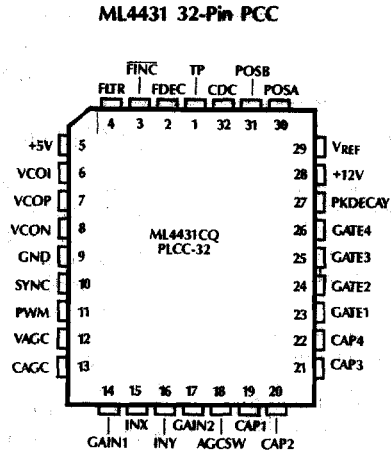 ML4431 32-Pin PCC
FINC TP POSB
FLTR FDEC CDC POSA
4 3 2 1 32 31 30
+5V 5 29 VREF
VCOI 6 28 +12V
VCOP 7 27 PKDECAY
VCON 8 26 GATE4
ML4431CQ
PLCC-32
GND 9 25 GATE3
SYNC 10 24 GATE2
PWM 11 23 GATE1
VAGC 12 22 CAP4
CAGC 13 21 CAP3
14 15 16 17 18 19 20
INX GAIN2 CAP1
GAIN1 INY AGCSW CAP2